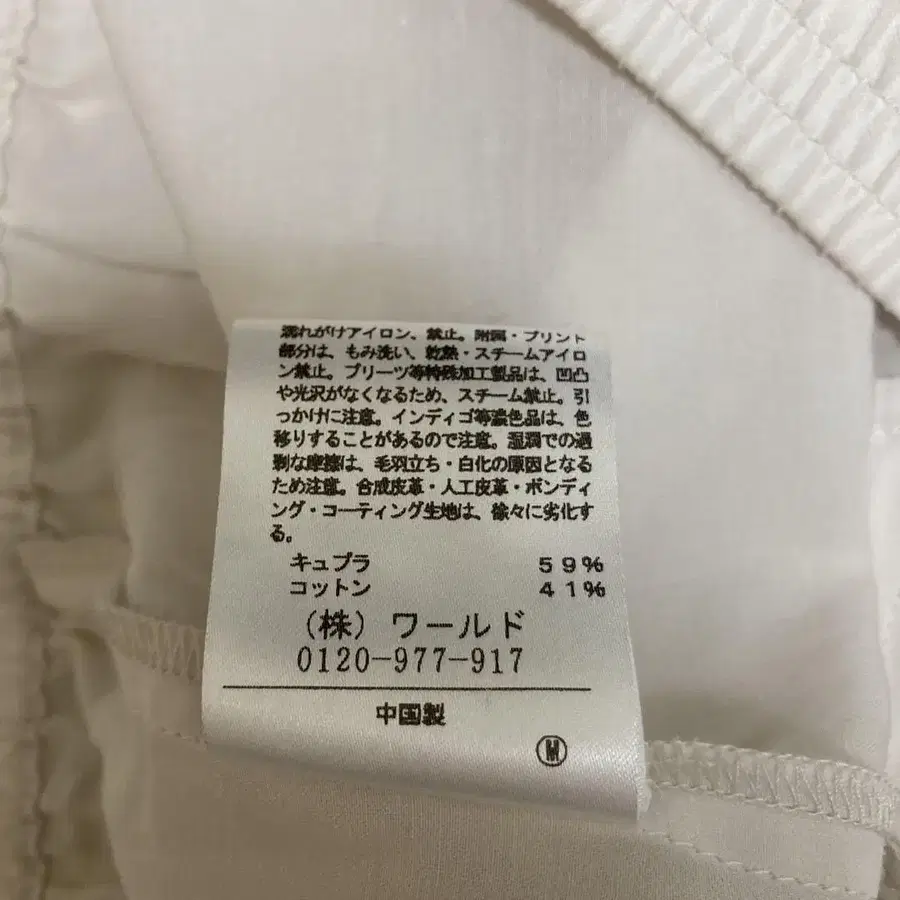 濡れがけアイロン、禁止。附図・プリント
部分は、もみ洗い、乾熱・スチームアイロ
ン禁止。プリーツ等特殊加工製品は、凹凸
や光沢がなくなるため、スチーム禁止。引
っかけに注意。インディゴ等濃色品は、色
移りすることがあるので注意。湿潤での過
剰な摩擦は、毛羽立ち・白化の原因となる
ため注意。合成皮革・人工皮革・ボンディ
ング・コーティング生地は、徐々に劣化す
る。
キュプラ 59%
コットン 41%
(株)ワールド
0120-977-917
中国製
M